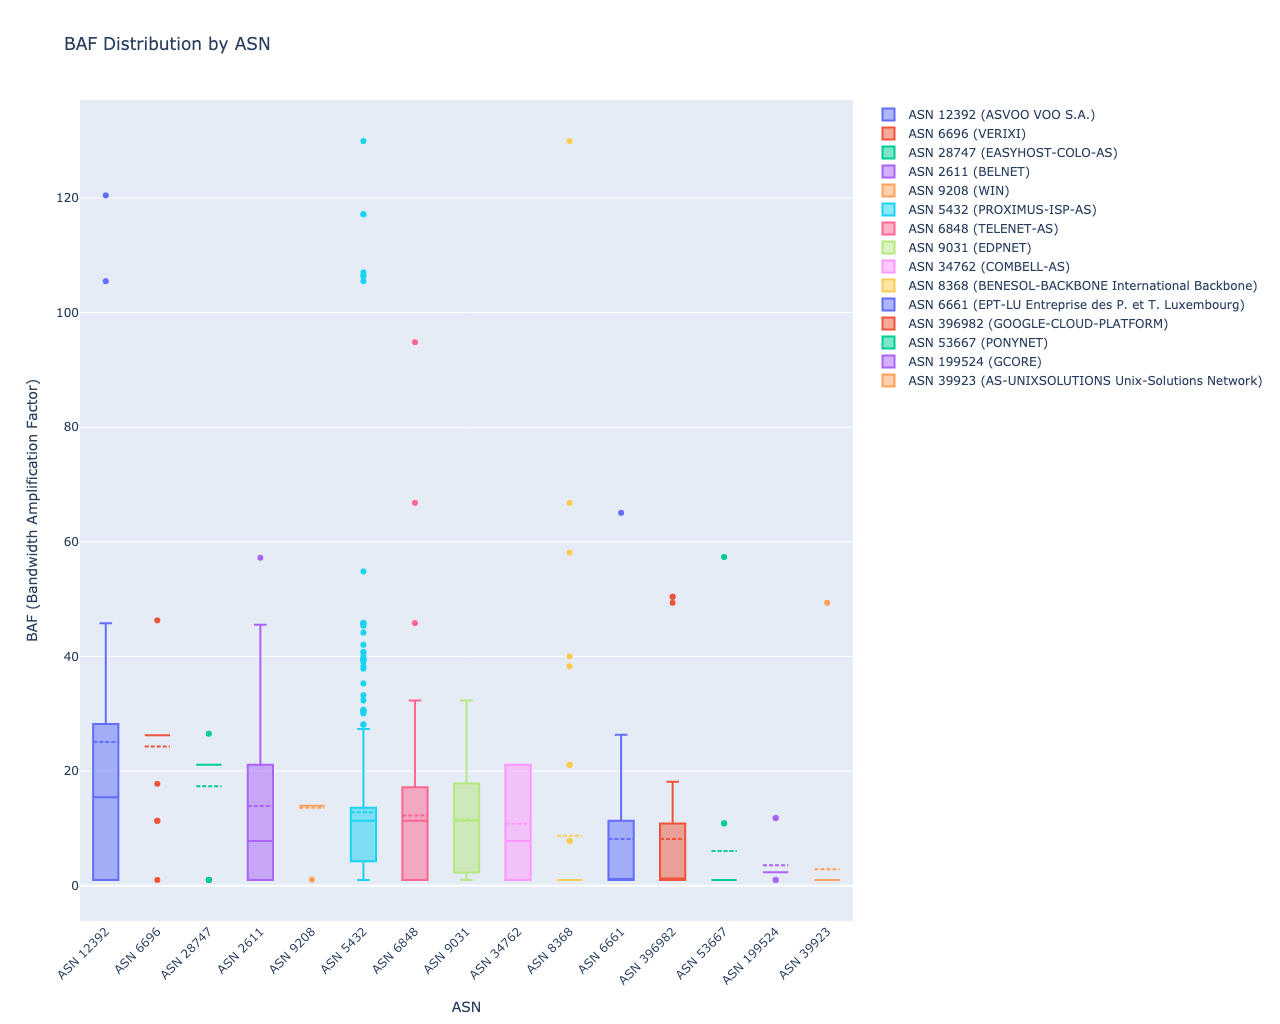 BAF Distribution by ASN
ASN 12392 (ASVOO VOO S.A.)
ASN 6696 (VERIXI)
ASN 28747 (EASYHOST-COLO-AS)
ASN 2611 (BELNET)
ASN 9208 (WIN)
ASN 5432 (PROXIMUS-ISP-AS)
ASN 6848 (TELENET-AS)
ASN 9031 (EDPNET)
ASN 34762 (COMBELL-AS)
ASN 8368 (BENESOL-BACKBONE International Backbone)
ASN 6661 (EPT-LU Entreprise des P. et T. Luxembourg)
ASN 396982 (GOOGLE-CLOUD-PLATFORM)
ASN 53667 (PONYNET)
ASN 199524 (GCORE)
ASN 39923 (AS-UNIXSOLUTIONS Unix-Solutions Network)
BAF (Bandwidth Amplification Factor)
120
100
80
60
40
20
0
ASN 12392
ASN 6696
ASN 28747
ASN 2611
ASN 9208
ASN 5432
ASN 6848
ASN 9031
ASN 34762
ASN 8368
ASN 6661
ASN 396982
ASN 53667
ASN 199524
ASN 39923
ASN